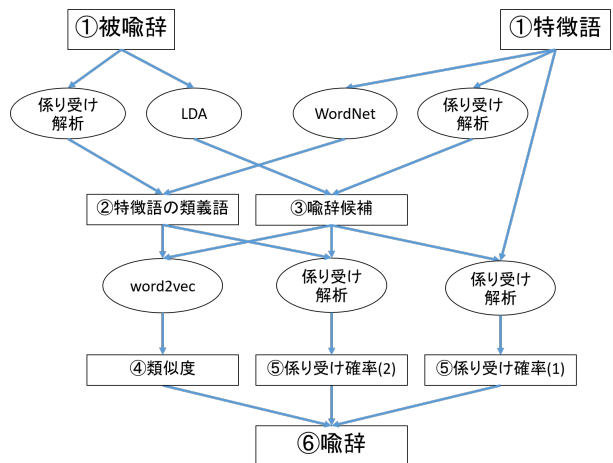 ①被喩辞
①特徴語
係り受け
解析
LDA
WordNet
係り受け
解析
②特徴語の類義語
③喩辞候補
word2vec
係り受け
解析
係り受け
解析
④類似度
⑤係り受け確率(2)
⑤係り受け確率(1)
⑥喩辞